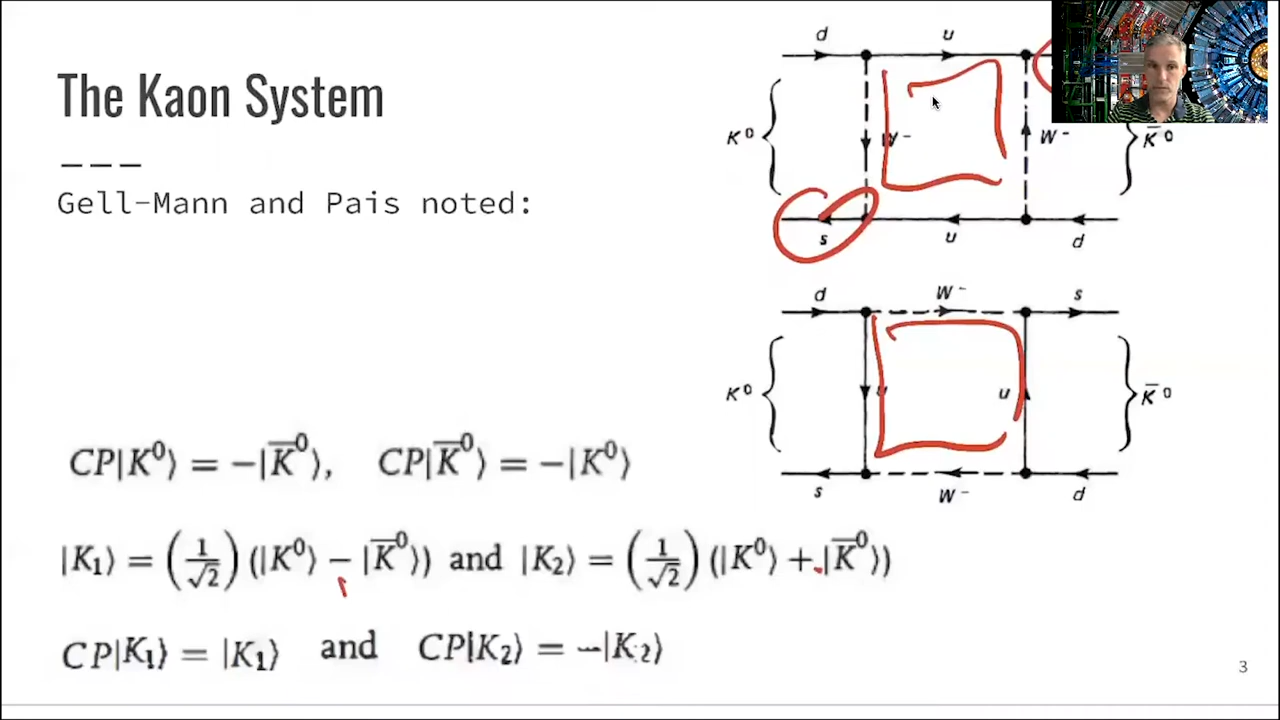 The Kaon System
Gell-Mann and Pais noted:
d u
K⁰ W⁻ W⁻ K̅⁰
s u d
d W⁻ s
K⁰ u u K̅⁰
s W⁻ d
CP|K⁰⟩ = −|K̅⁰⟩, CP|K̅⁰⟩ = −|K⁰⟩
|K₁⟩ = (1/√2)(|K⁰⟩ − |K̅⁰⟩) and |K₂⟩ = (1/√2)(|K⁰⟩ + |K̅⁰⟩)
CP|K₁⟩ = |K₁⟩ and CP|K₂⟩ = −|K₂⟩
3